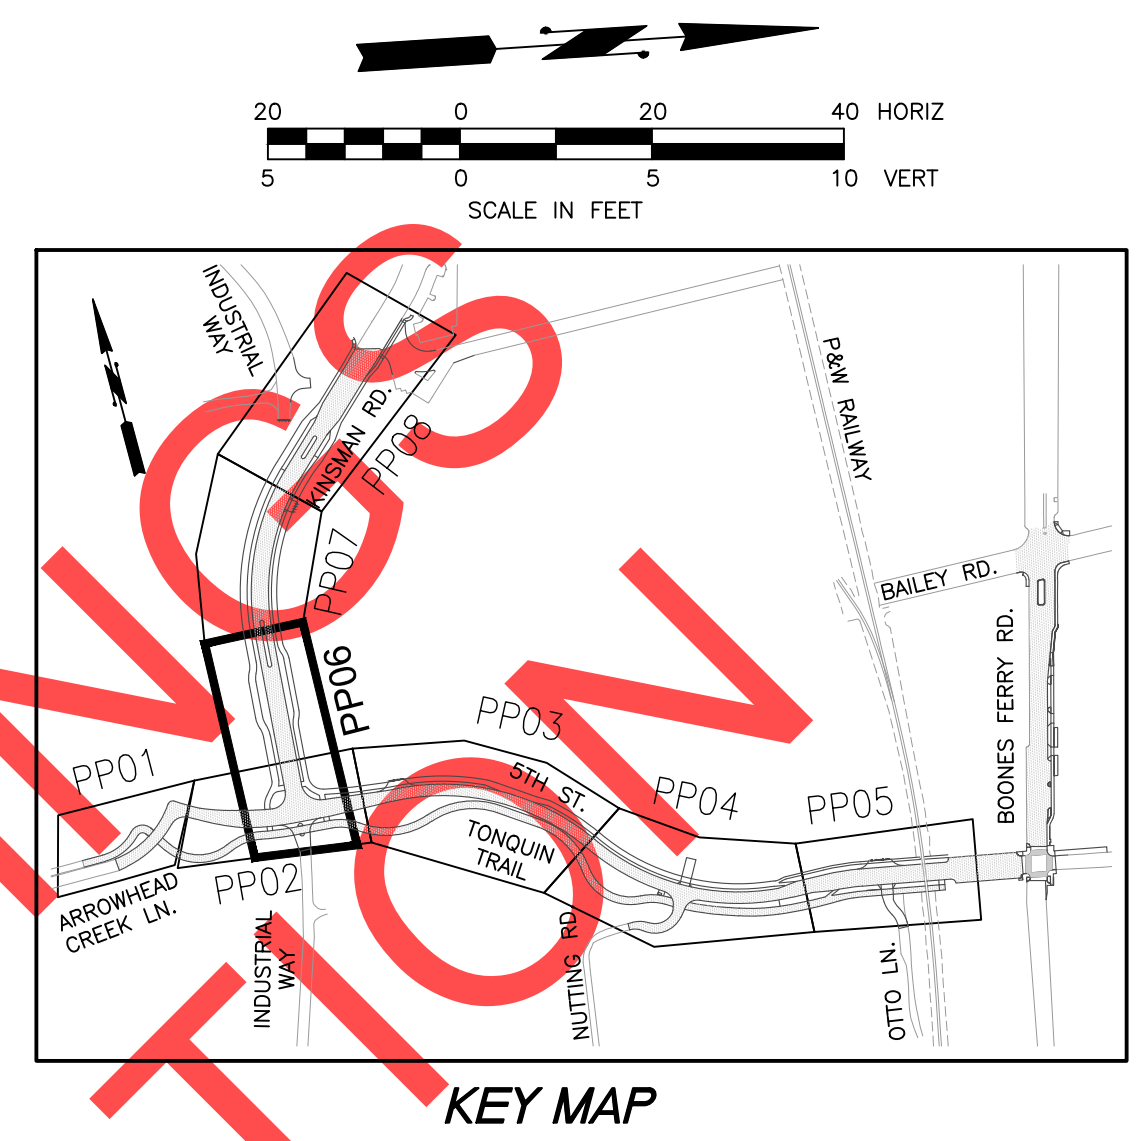 20 0 20 40 HORIZ
5 0 5 10 VERT
SCALE IN FEET
INDUSTRIAL
WAY
KINSMAN RD.
PP08
PP07
PP06
P&W RAILWAY
BAILEY RD.
BOONES FERRY RD.
PP01
PP02
PP03
5TH ST.
PP04
PP05
TONQUIN
TRAIL
ARROWHEAD
CREEK LN.
INDUSTRIAL
WAY
NUTTING RD.
OTTO LN.
KEY MAP